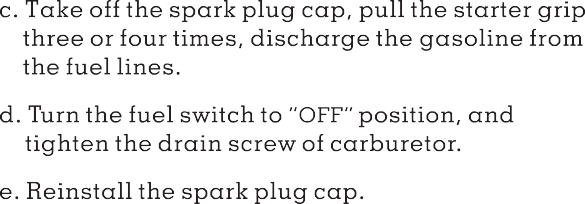 c. Take off the spark plug cap, pull the starter grip
three or four times, discharge the gasoline from
the fuel lines.
d. Turn the fuel switch to "OFF" position, and
tighten the drain screw of carburetor.
e. Reinstall the spark plug cap.